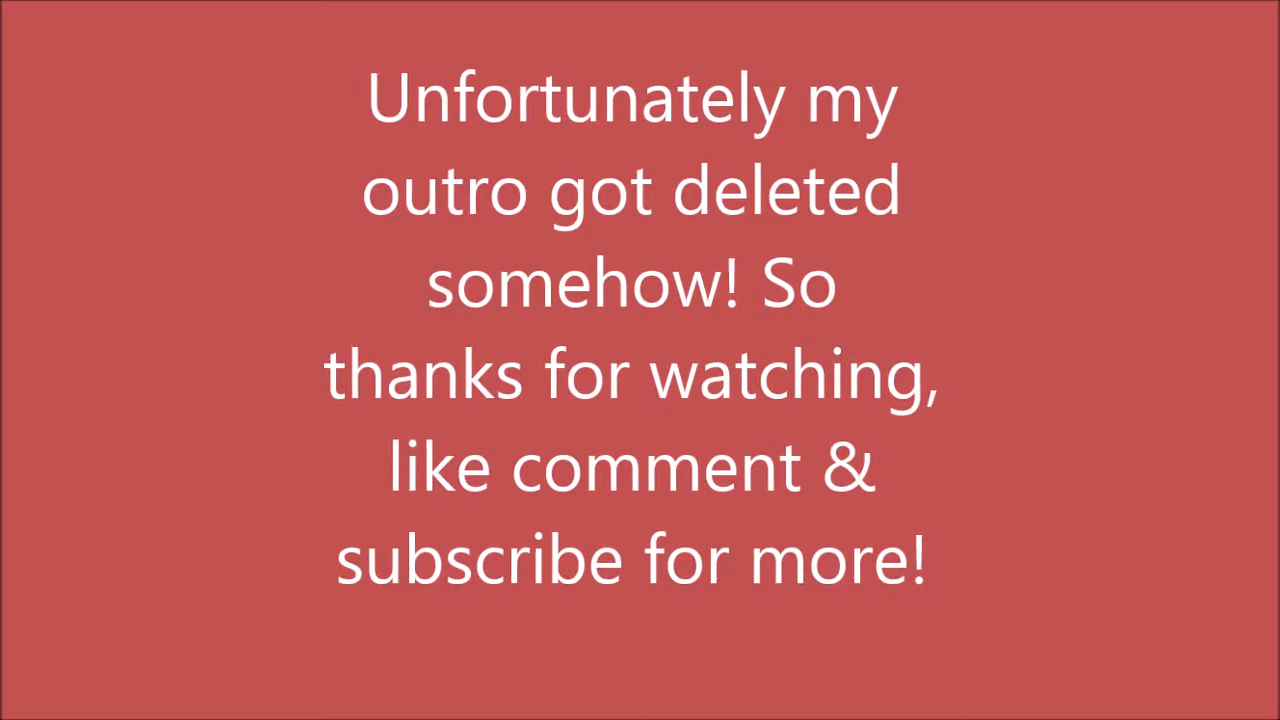 Unfortunately my
outro got deleted
somehow! So
thanks for watching,
like comment &
subscribe for more!